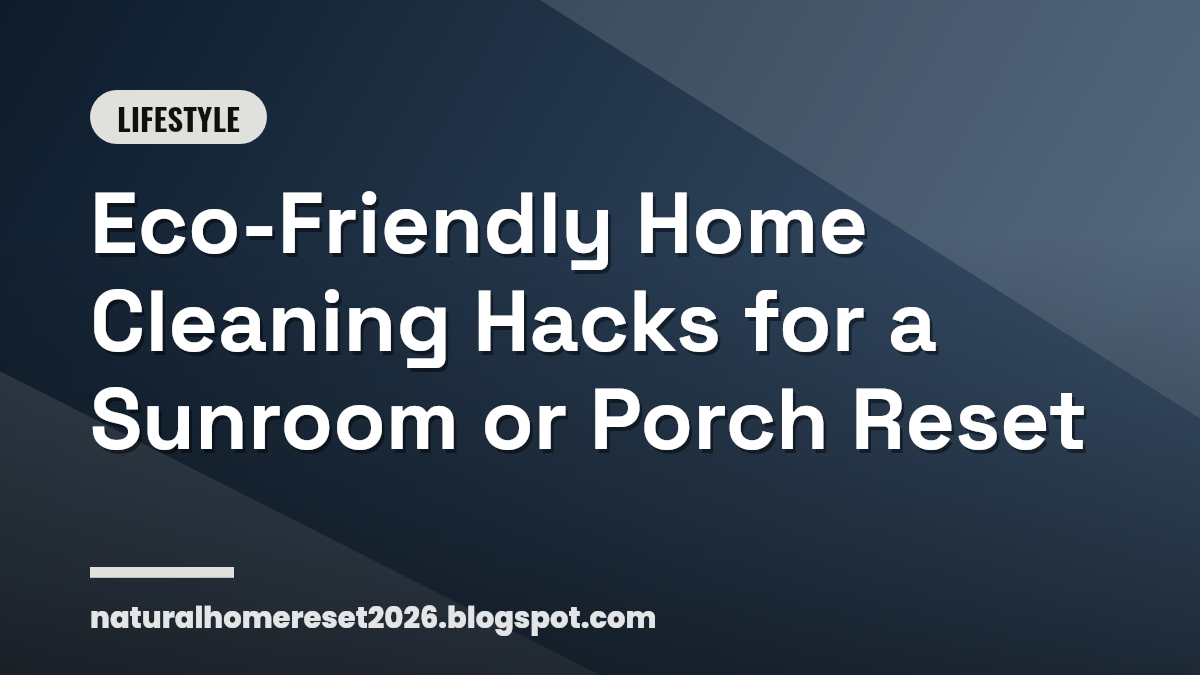 LIFESTYLE
Eco-Friendly Home
Cleaning Hacks for a
Sunroom or Porch Reset
naturalhomereset2026.blogspot.com